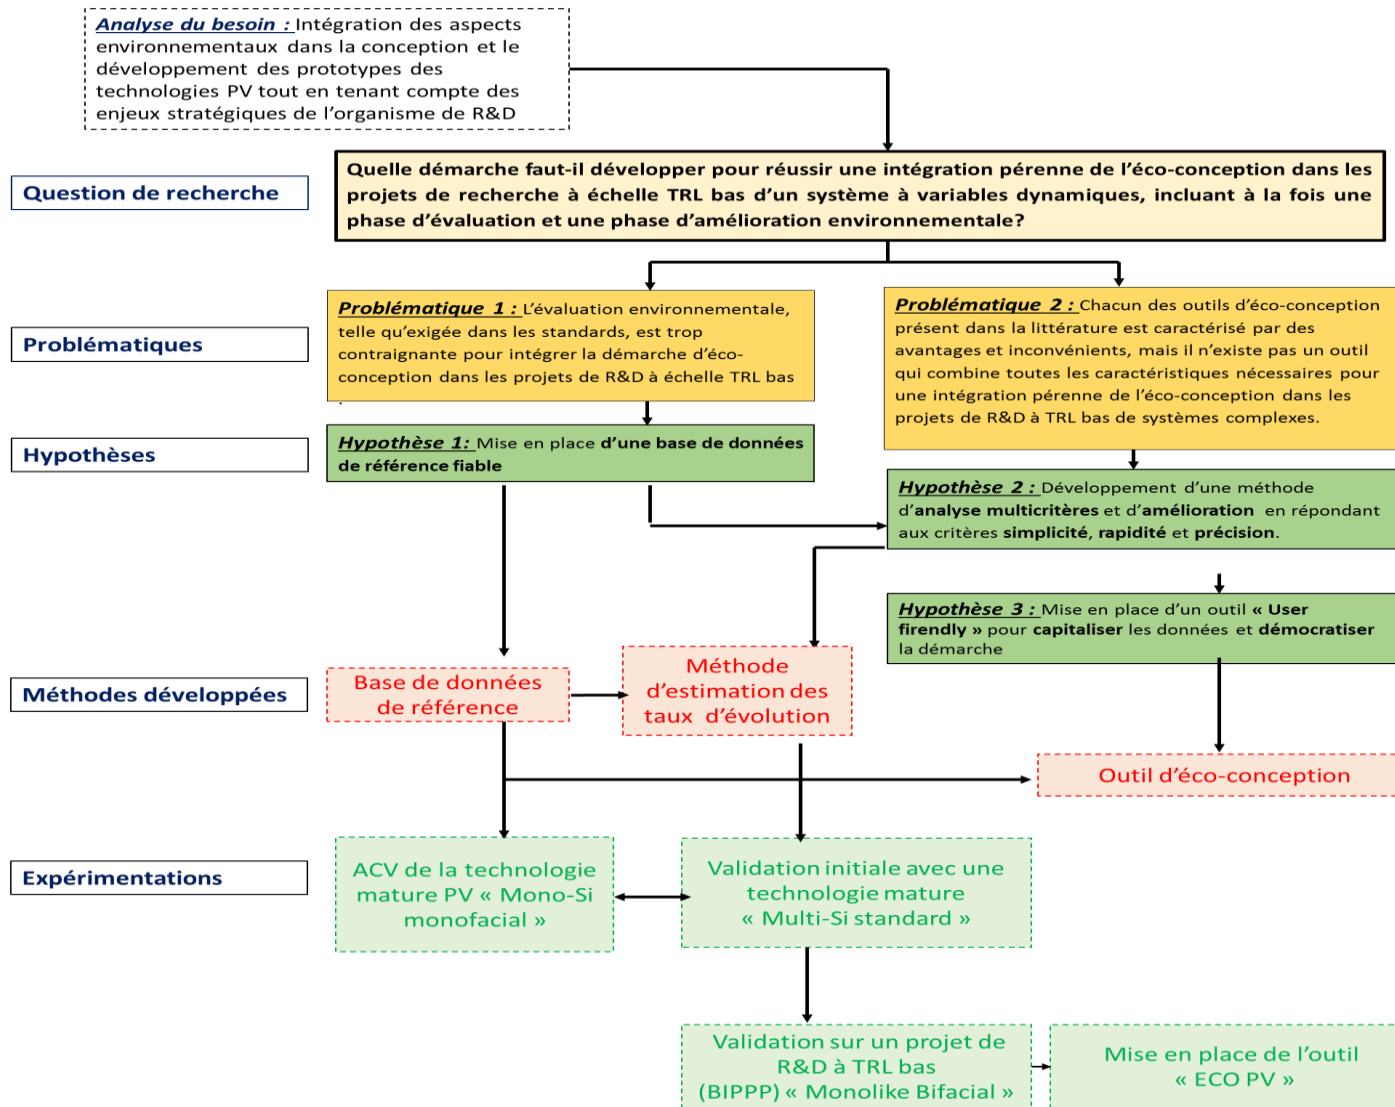 Analyse du besoin : Intégration des aspects
environnementaux dans la conception et le
développement des prototypes des
technologies PV tout en tenant compte des
enjeux stratégiques de l'organisme de R&D
Question de recherche
Quelle démarche faut-il développer pour réussir une intégration pérenne de l'éco-conception dans les
projets de recherche à échelle TRL bas d'un système à variables dynamiques, incluant à la fois une
phase d'évaluation et une phase d'amélioration environnementale?
Problématiques
Problématique 1 : L'évaluation environnementale,
telle qu'exigée dans les standards, est trop
contraignante pour intégrer la démarche d'éco-
conception dans les projets de R&D à échelle TRL bas
.
Problématique 2 : Chacun des outils d'éco-conception
présent dans la littérature est caractérisé par des
avantages et inconvénients, mais il n'existe pas un outil
qui combine toutes les caractéristiques nécessaires pour
une intégration pérenne de l'éco-conception dans les
projets de R&D à TRL bas de systèmes complexes.
Hypothèses
Hypothèse 1: Mise en place d'une base de données
de référence fiable
Hypothèse 2 : Développement d'une méthode
d'analyse multicritères et d'amélioration en répondant
aux critères simplicité, rapidité et précision.
Hypothèse 3 : Mise en place d'un outil « User
firendly » pour capitaliser les données et démocratiser
la démarche
Méthodes développées
Base de données
de référence
Méthode
d'estimation des
taux d'évolution
Outil d'éco-conception
Expérimentations
ACV de la technologie
mature PV « Mono-Si
monofacial »
Validation initiale avec une
technologie mature
« Multi-Si standard »
Validation sur un projet de
R&D à TRL bas
(BIPPP) « Monolike Bifacial »
Mise en place de l'outil
« ECO PV »